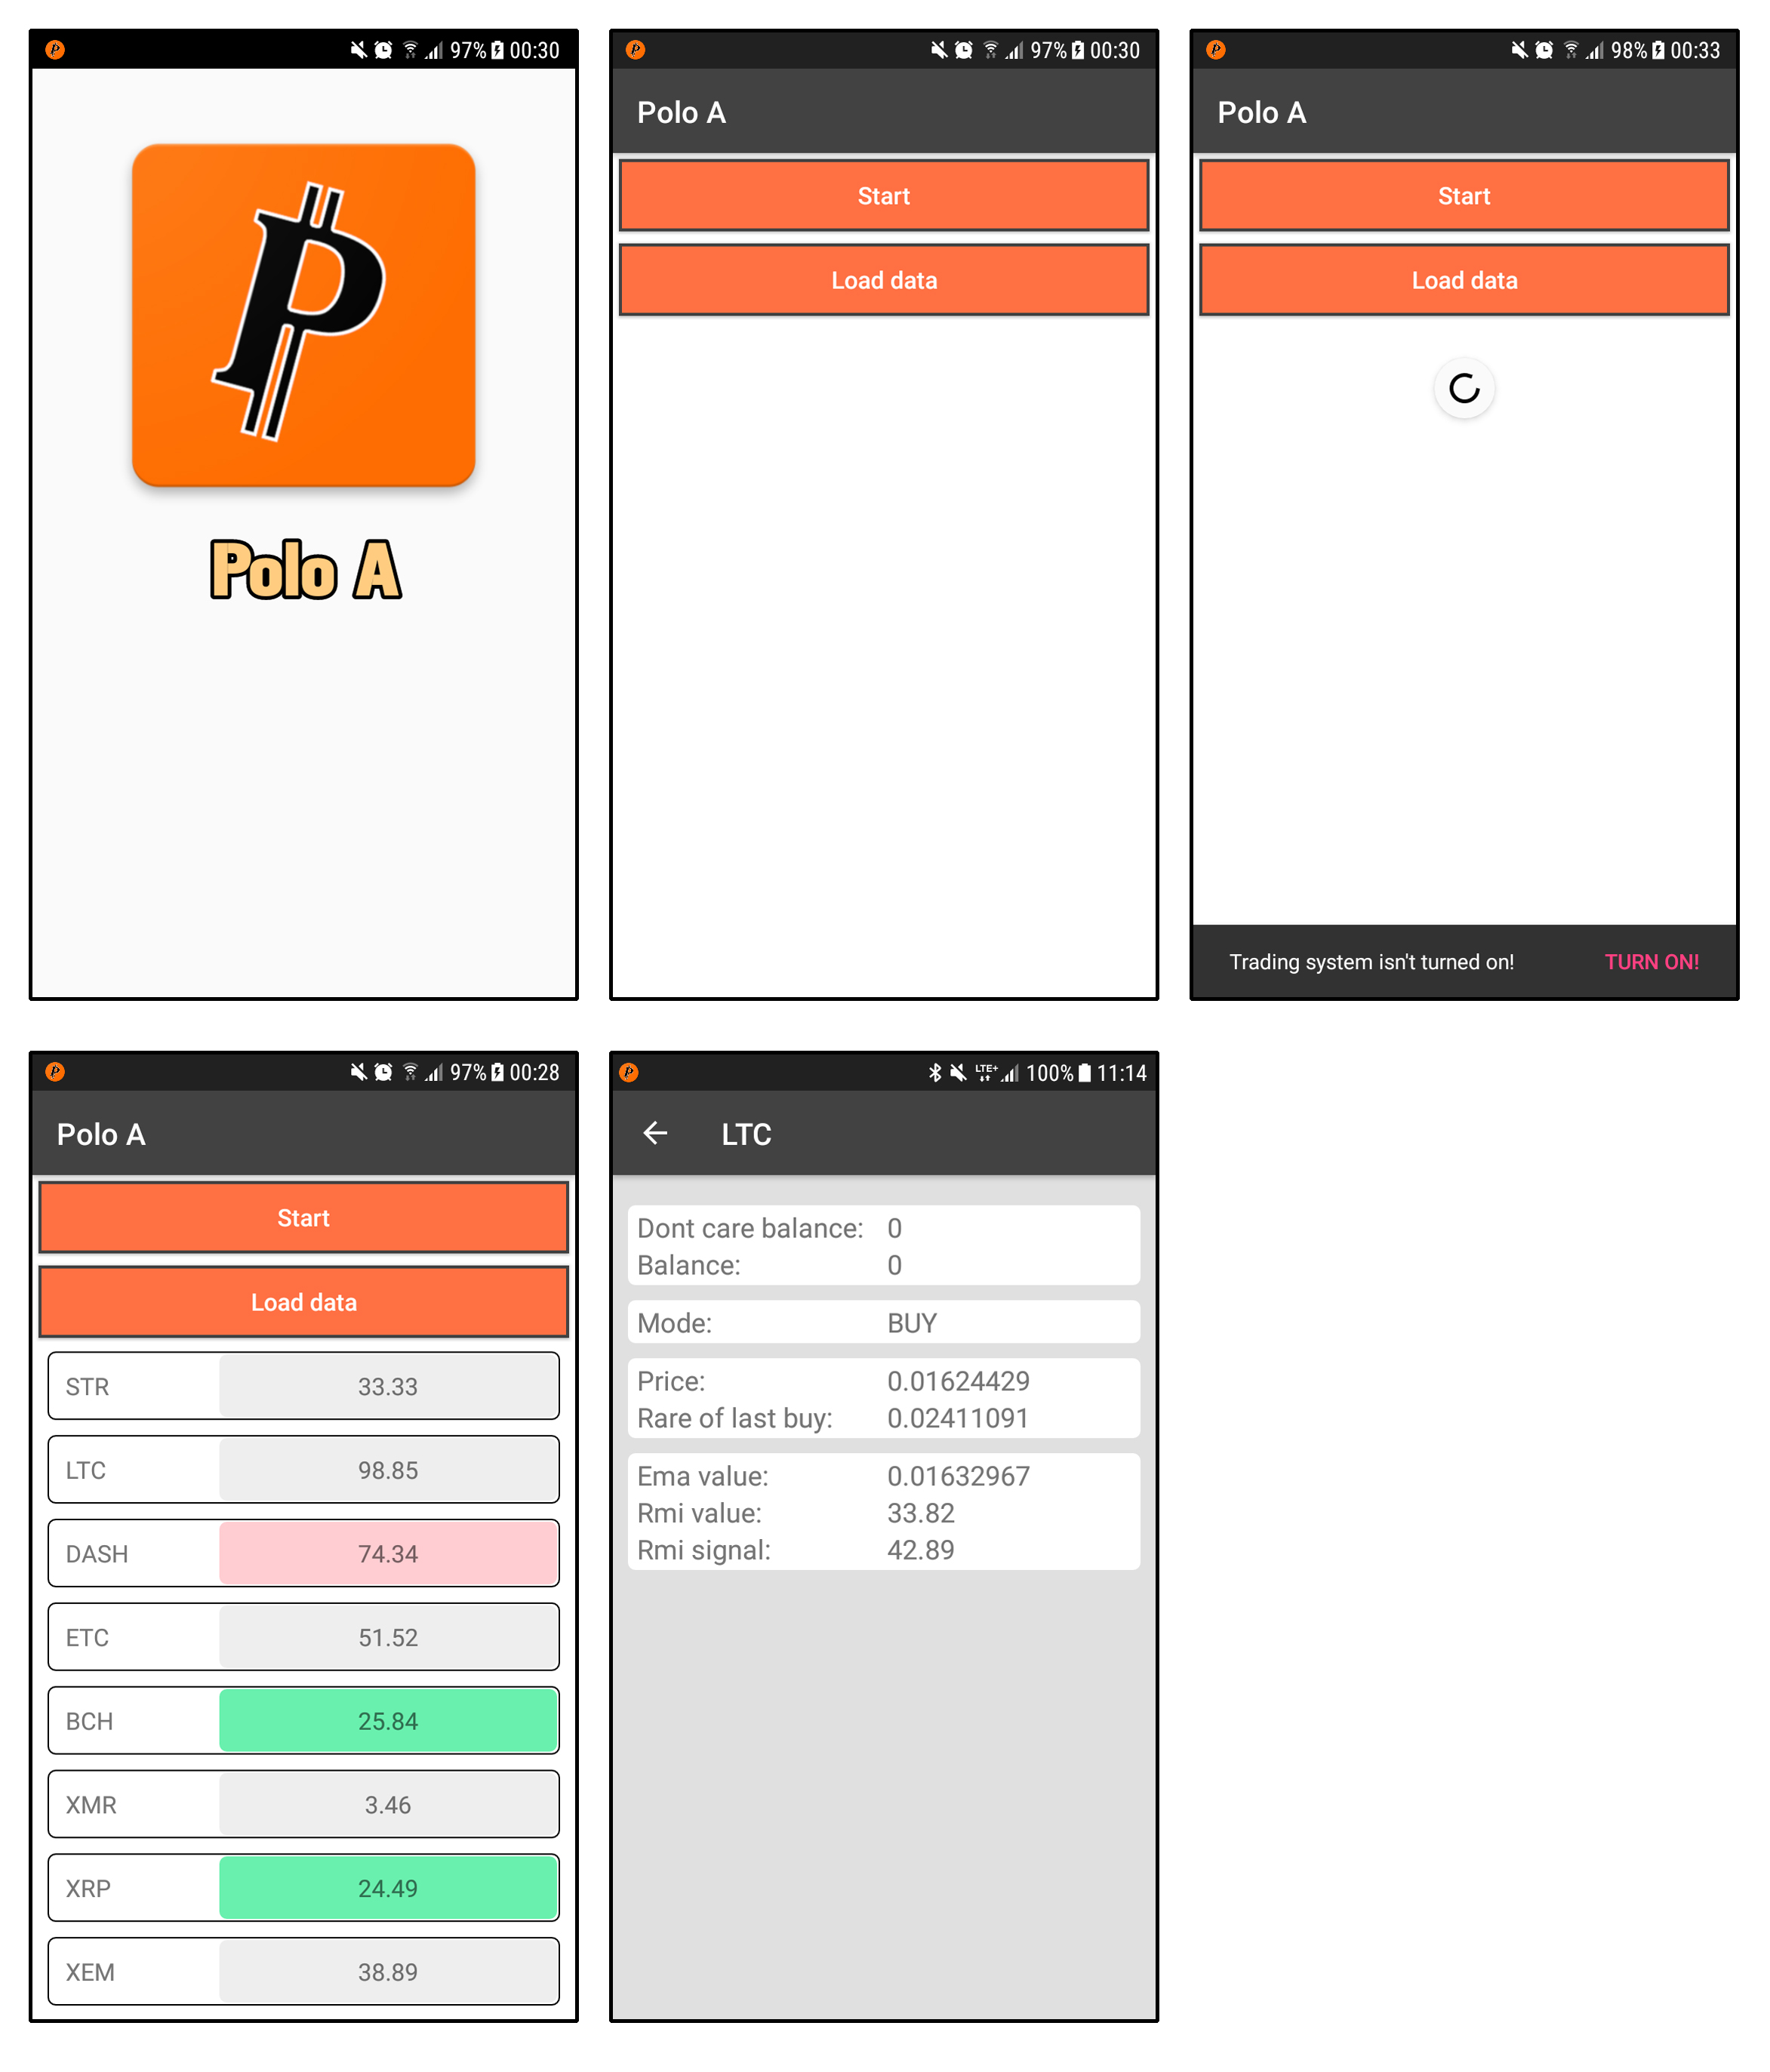 97% 00:30
Polo A
97% 00:30
Polo A
Start
Load data
98% 00:33
Polo A
Start
Load data
Trading system isn't turned on! TURN ON!
97% 00:28
Polo A
Start
Load data
STR 33.33
LTC 98.85
DASH 74.34
ETC 51.52
BCH 25.84
XMR 3.46
XRP 24.49
XEM 38.89
LTE+ 100% 11:14
LTC
Dont care balance: 0
Balance: 0
Mode: BUY
Price: 0.01624429
Rare of last buy: 0.02411091
Ema value: 0.01632967
Rmi value: 33.82
Rmi signal: 42.89